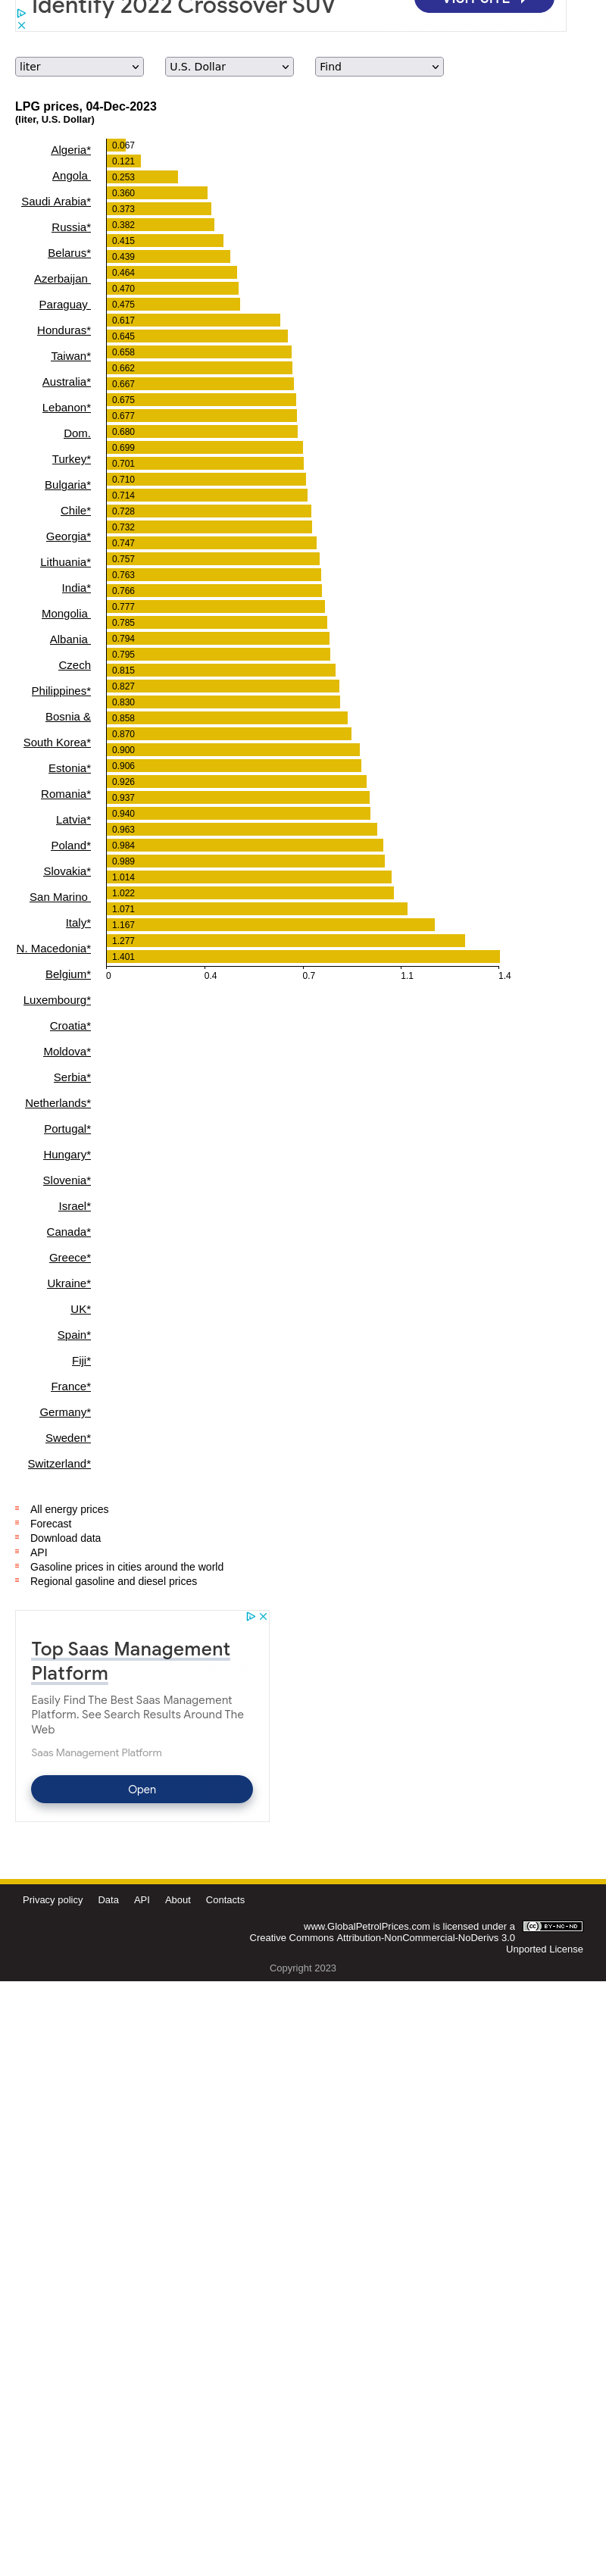 Identify 2022 Crossover SUV
liter
U.S. Dollar
Find
LPG prices, 04-Dec-2023
(liter, U.S. Dollar)
Algeria*
Angola
Saudi Arabia*
Russia*
Belarus*
Azerbaijan
Paraguay
Honduras*
Taiwan*
Australia*
Lebanon*
Dom.
Turkey*
Bulgaria*
Chile*
Georgia*
Lithuania*
India*
Mongolia
Albania
Czech
Philippines*
Bosnia &
South Korea*
Estonia*
Romania*
Latvia*
Poland*
Slovakia*
San Marino
Italy*
N. Macedonia*
Belgium*
Luxembourg*
Croatia*
Moldova*
Serbia*
Netherlands*
Portugal*
Hungary*
Slovenia*
Israel*
Canada*
Greece*
Ukraine*
UK*
Spain*
Fiji*
France*
Germany*
Sweden*
Switzerland*
0.067
0.121
0.253
0.360
0.373
0.382
0.415
0.439
0.464
0.470
0.475
0.617
0.645
0.658
0.662
0.667
0.675
0.677
0.680
0.699
0.701
0.710
0.714
0.728
0.732
0.747
0.757
0.763
0.766
0.777
0.785
0.794
0.795
0.815
0.827
0.830
0.858
0.870
0.900
0.906
0.926
0.937
0.940
0.963
0.984
0.989
1.014
1.022
1.071
1.167
1.277
1.401
0 0.4 0.7 1.1 1.4
All energy prices
Forecast
Download data
API
Gasoline prices in cities around the world
Regional gasoline and diesel prices
Top Saas Management
Platform
Easily Find The Best Saas Management
Platform. See Search Results Around The
Web
Saas Management Platform
Open
Privacy policy Data API About Contacts
www.GlobalPetrolPrices.com is licensed under a
Creative Commons Attribution-NonCommercial-NoDerivs 3.0
Unported License
cc BY-NC-ND
Copyright 2023